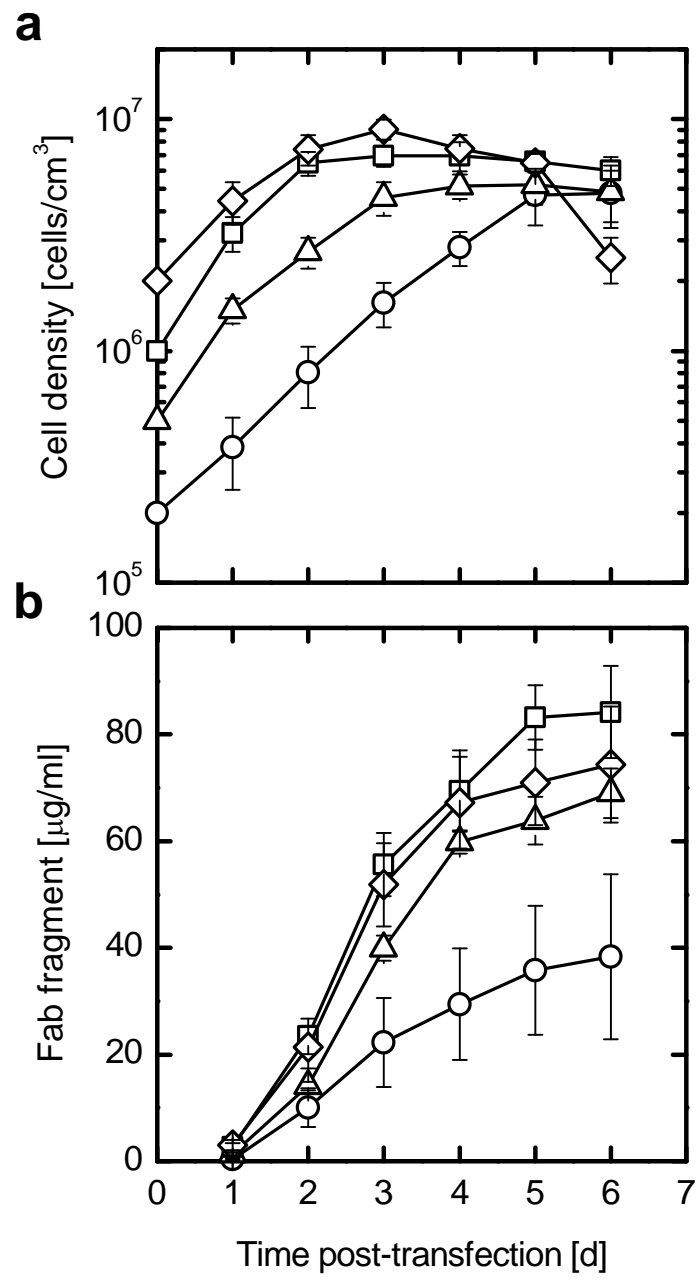 a
10^7
10^6
10^5
Cell density [cells/cm^3]
b
100
80
60
40
20
0
Fab fragment [µg/ml]
0 1 2 3 4 5 6 7
Time post-transfection [d]